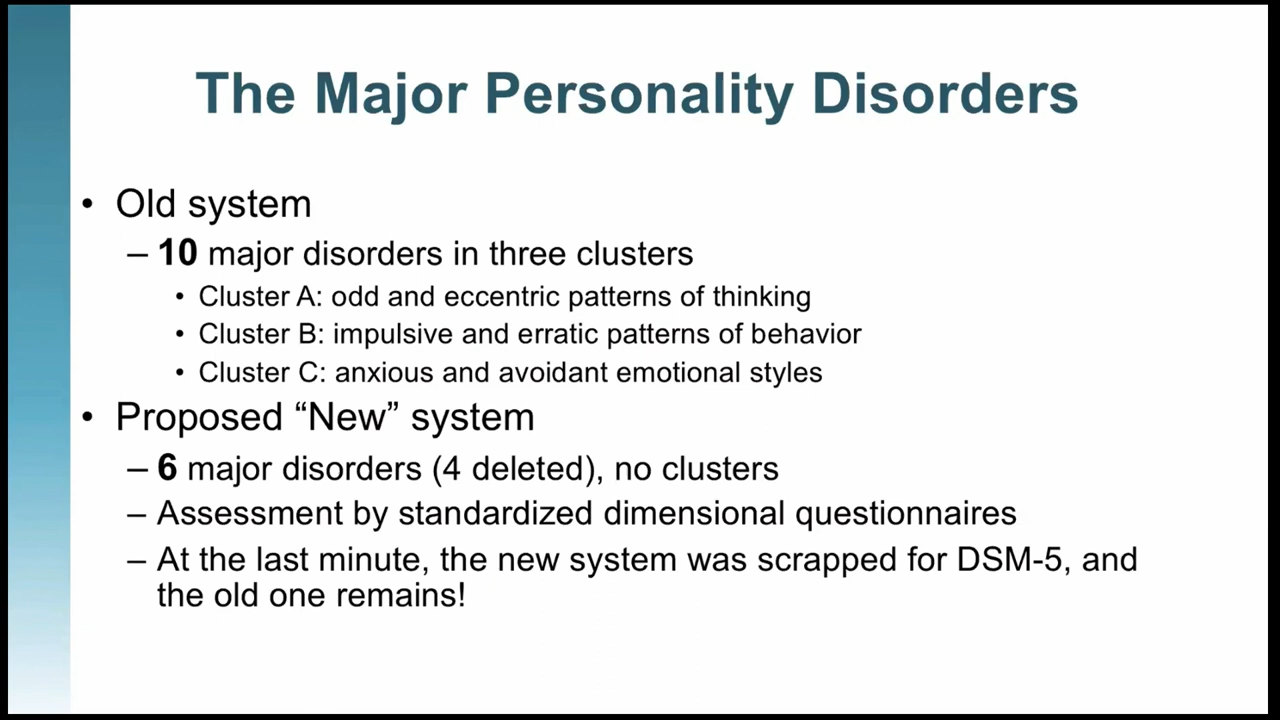 The Major Personality Disorders
• Old system
– 10 major disorders in three clusters
• Cluster A: odd and eccentric patterns of thinking
• Cluster B: impulsive and erratic patterns of behavior
• Cluster C: anxious and avoidant emotional styles
• Proposed “New” system
– 6 major disorders (4 deleted), no clusters
– Assessment by standardized dimensional questionnaires
– At the last minute, the new system was scrapped for DSM-5, and
the old one remains!